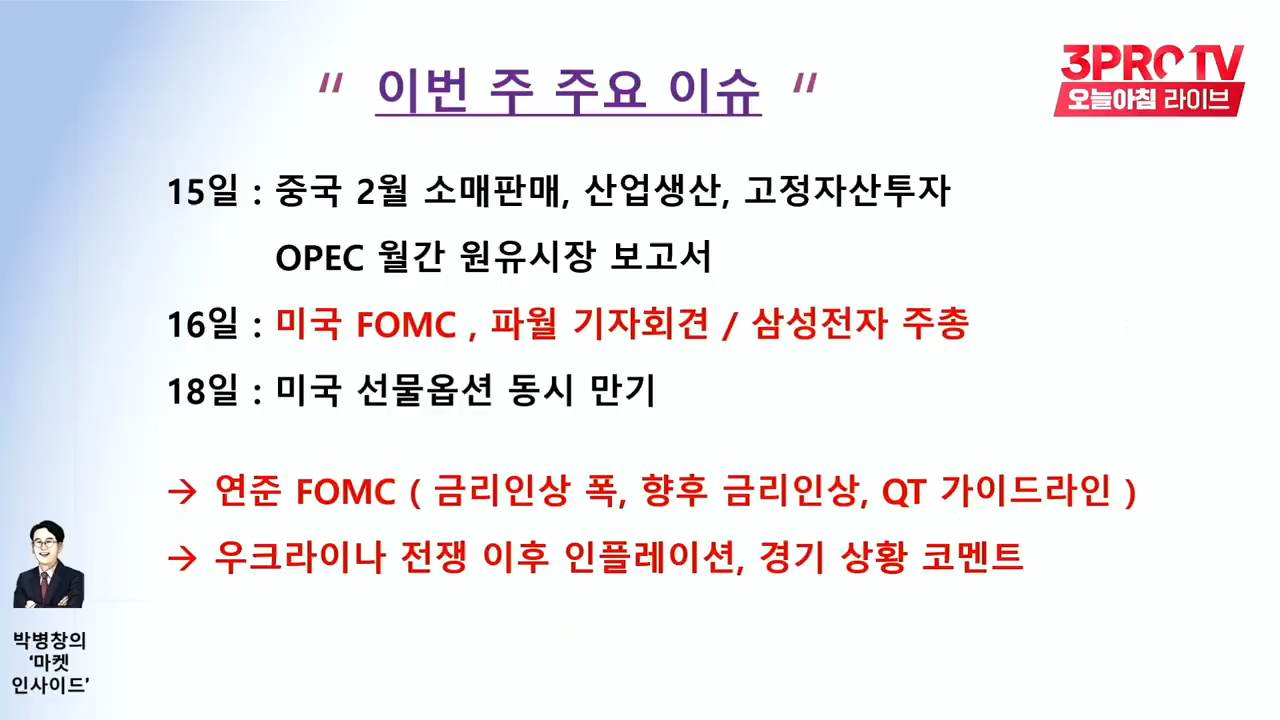 “ 이번 주 주요 이슈 “
3PRO TV
오늘아침 라이브
15일 : 중국 2월 소매판매, 산업생산, 고정자산투자
OPEC 월간 원유시장 보고서
16일 : 미국 FOMC , 파월 기자회견 / 삼성전자 주총
18일 : 미국 선물옵션 동시 만기
→ 연준 FOMC ( 금리인상 폭, 향후 금리인상, QT 가이드라인 )
→ 우크라이나 전쟁 이후 인플레이션, 경기 상황 코멘트
박병창의
‘마켓
인사이드’